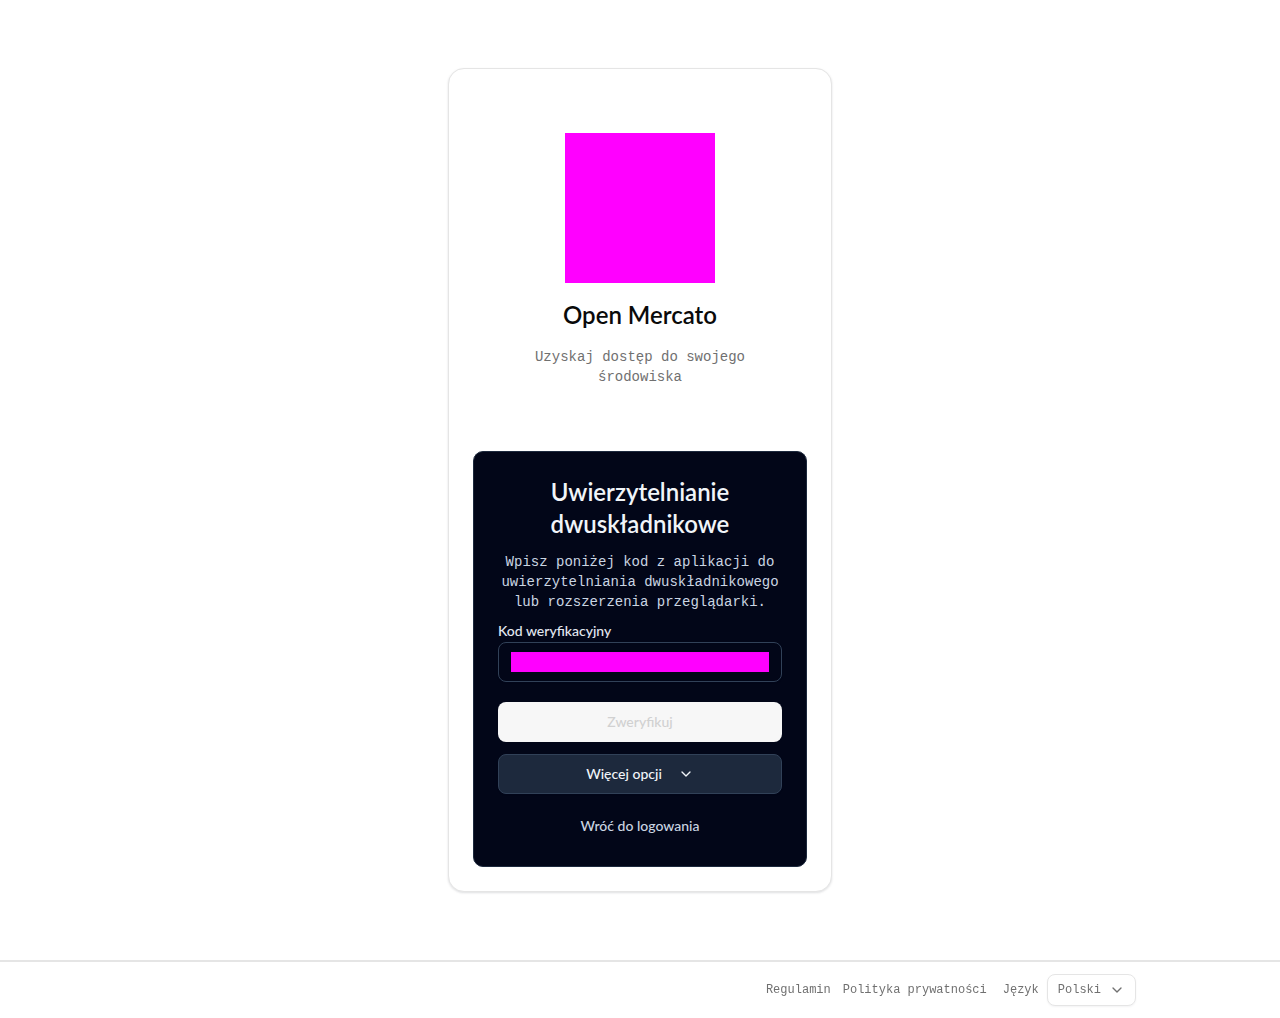 Open Mercato
Uzyskaj dostęp do swojego
środowiska
Uwierzytelnianie
dwuskładnikowe
Wpisz poniżej kod z aplikacji do
uwierzytelniania dwuskładnikowego
lub rozszerzenia przeglądarki.
Kod weryfikacyjny
Zweryfikuj
Więcej opcji
Wróć do logowania
Regulamin Polityka prywatności Język Polski